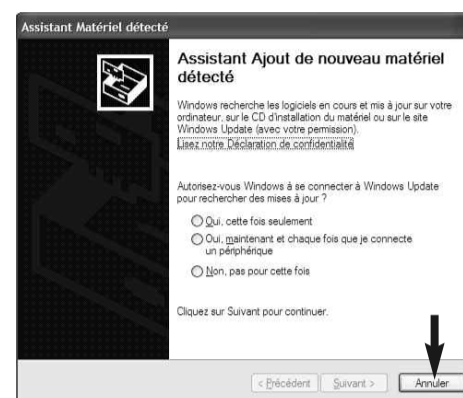 Assistant Matériel détecté
Assistant Ajout de nouveau matériel
détecté
Windows recherche les logiciels en cours et mis à jour sur votre
ordinateur, sur le CD d'installation du matériel ou sur le site
Windows Update (avec votre permission).
Lisez notre Déclaration de confidentialité
Autorisez-vous Windows à se connecter à Windows Update
pour rechercher des mises à jour ?
Oui, cette fois seulement
Oui, maintenant et chaque fois que je connecte
un périphérique
Non, pas pour cette fois
Cliquez sur Suivant pour continuer.
< Précédent Suivant > Annuler